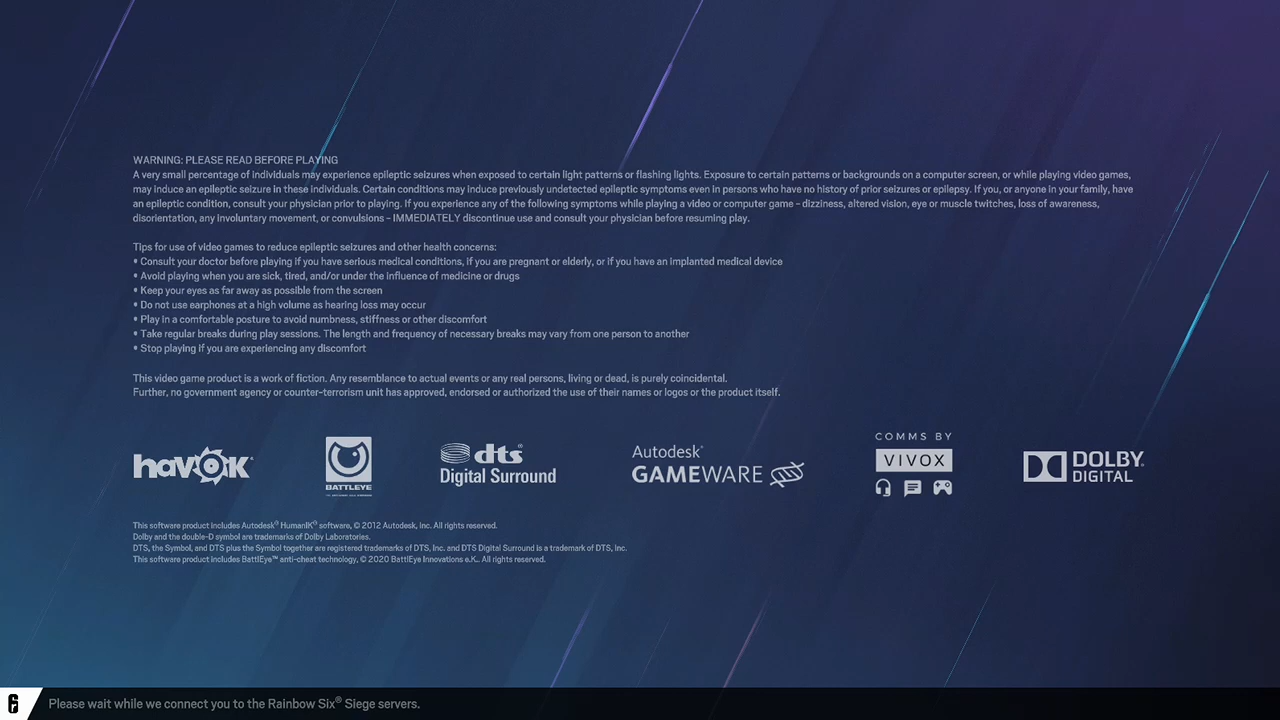 WARNING: PLEASE READ BEFORE PLAYING
A very small percentage of individuals may experience epileptic seizures when exposed to certain light patterns or flashing lights. Exposure to certain patterns or backgrounds on a computer screen, or while playing video games,
may induce an epileptic seizure in these individuals. Certain conditions may induce previously undetected epileptic symptoms even in persons who have no history of prior seizures or epilepsy. If you, or anyone in your family, have
an epileptic condition, consult your physician prior to playing. If you experience any of the following symptoms while playing a video or computer game - dizziness, altered vision, eye or muscle twitches, loss of awareness,
disorientation, any involuntary movement, or convulsions - IMMEDIATELY discontinue use and consult your physician before resuming play.
Tips for use of video games to reduce epileptic seizures and other health concerns:
• Consult your doctor before playing if you have serious medical conditions, if you are pregnant or elderly, or if you have an implanted medical device
• Avoid playing when you are sick, tired, and/or under the influence of medicine or drugs
• Keep your eyes as far away as possible from the screen
• Do not use earphones at a high volume as hearing loss may occur
• Play in a comfortable posture to avoid numbness, stiffness or other discomfort
• Take regular breaks during play sessions. The length and frequency of necessary breaks may vary from one person to another
• Stop playing if you are experiencing any discomfort
This video game product is a work of fiction. Any resemblance to actual events or any real persons, living or dead, is purely coincidental.
Further, no government agency or counter-terrorism unit has approved, endorsed or authorized the use of their names or logos or the product itself.
havok®
BATTLEYE
dts®
Digital Surround
Autodesk®
GAMEWARE
COMMS BY
VIVOX
DOLBY®
DIGITAL
This software product includes Autodesk® HumanIK® software, © 2012 Autodesk, Inc. All rights reserved.
Dolby and the double-D symbol are trademarks of Dolby Laboratories.
DTS, the Symbol, and DTS plus the Symbol together are registered trademarks of DTS, Inc. and DTS Digital Surround is a trademark of DTS, Inc.
This software product includes BattlEye™ anti-cheat technology, © 2020 BattlEye Innovations e.K.. All rights reserved.
6 Please wait while we connect you to the Rainbow Six® Siege servers.